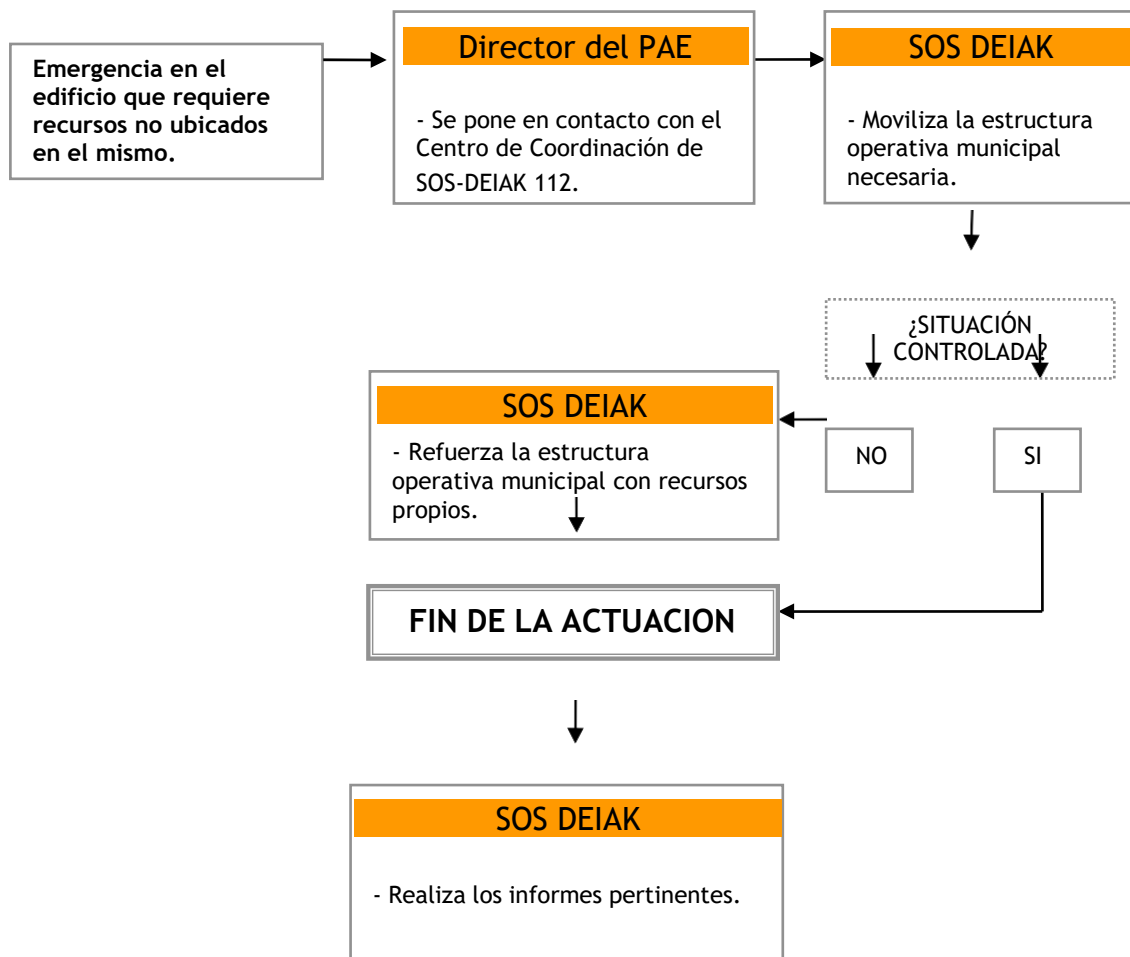 Emergencia en el
edificio que requiere
recursos no ubicados
en el mismo.
Director del PAE
- Se pone en contacto con el
Centro de Coordinación de
SOS-DEIAK 112.
SOS DEIAK
- Moviliza la estructura
operativa municipal
necesaria.
¿SITUACIÓN
CONTROLADA?
NO
SI
SOS DEIAK
- Refuerza la estructura
operativa municipal con recursos
propios.
FIN DE LA ACTUACION
SOS DEIAK
- Realiza los informes pertinentes.